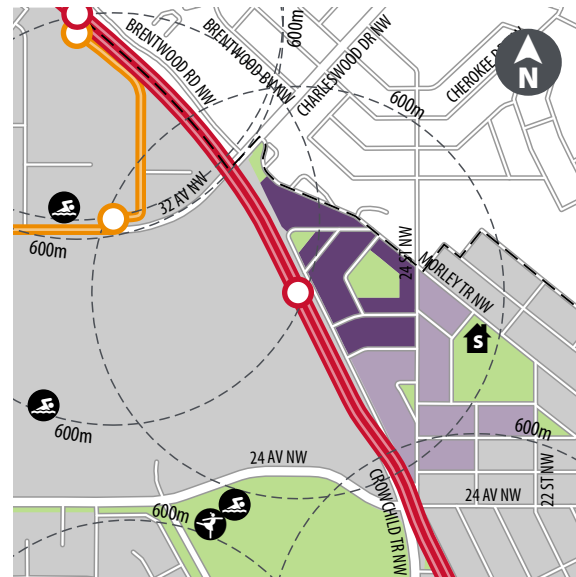 600m
BRENTWOOD RD NW
BRENTWOOD BV NW
CHARLESWOOD DR NW
600m
N
32 AV NW
600m
24 ST NW
MORLEY TR NW
S
600m
600m
24 AV NW
CROWCHILD TR NW
24 AV NW
22 ST NW
600m